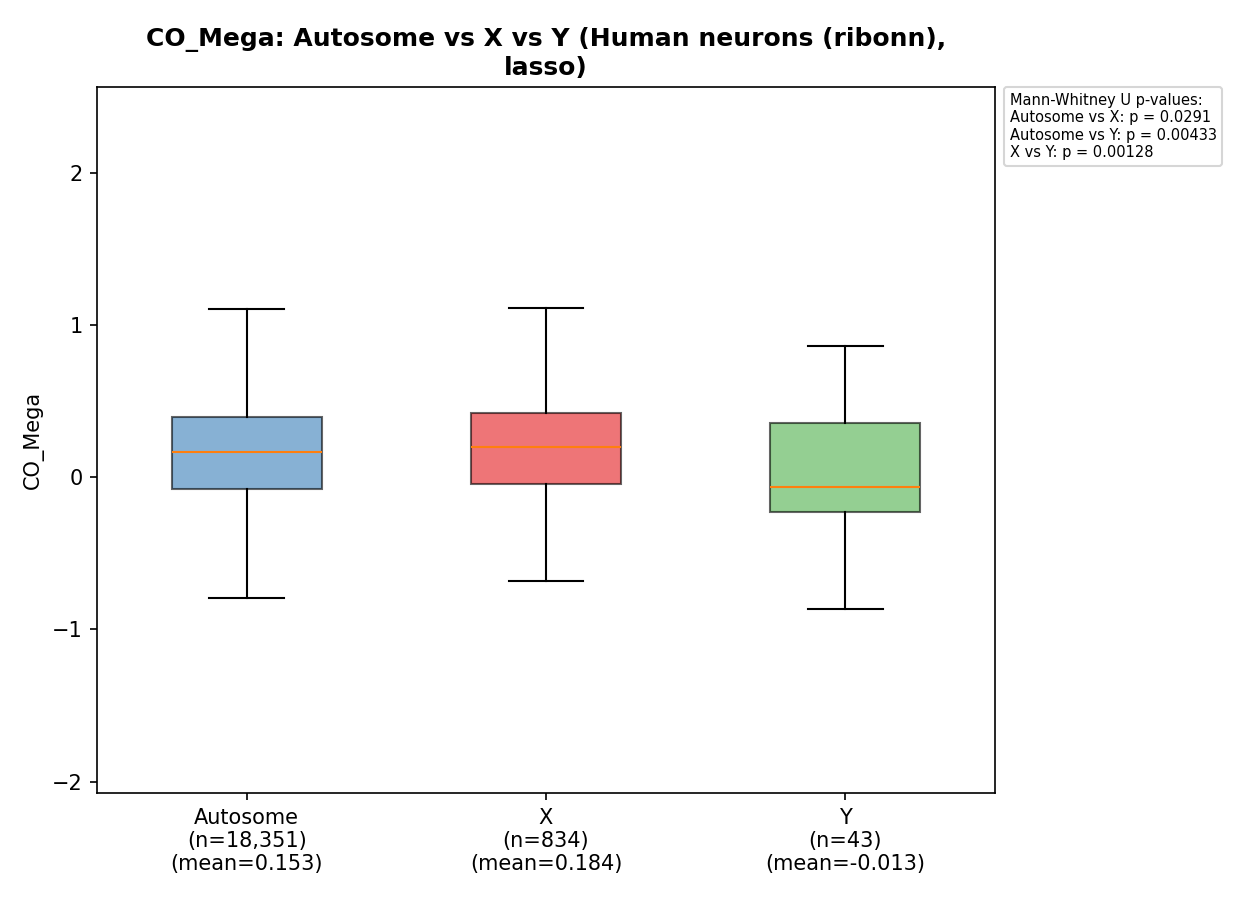 CO_Mega: Autosome vs X vs Y (Human neurons (ribonn),
lasso)
Mann-Whitney U p-values:
Autosome vs X: p = 0.0291
Autosome vs Y: p = 0.00433
X vs Y: p = 0.00128
CO_Mega
2
1
0
−1
−2
Autosome
(n=18,351)
(mean=0.153)
X
(n=834)
(mean=0.184)
Y
(n=43)
(mean=-0.013)